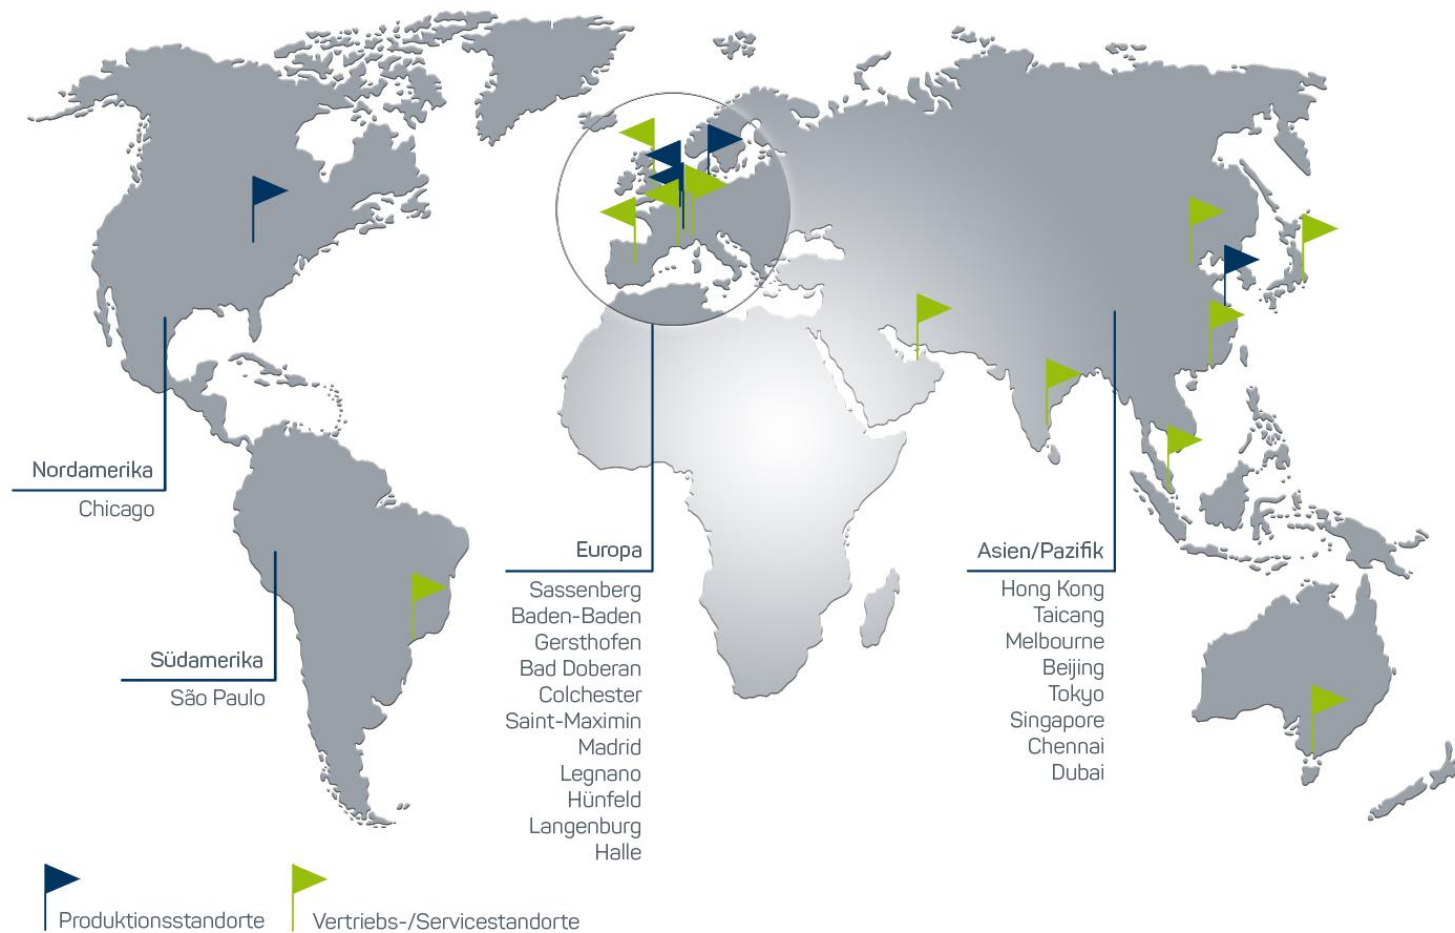 Nordamerika
Chicago
Südamerika
São Paulo
Europa
Sassenberg
Baden-Baden
Gersthofen
Bad Doberan
Colchester
Saint-Maximin
Madrid
Legnano
Hünfeld
Langenburg
Halle
Asien/Pazifik
Hong Kong
Taicang
Melbourne
Beijing
Tokyo
Singapore
Chennai
Dubai
Produktionsstandorte
Vertriebs-/Servicestandorte